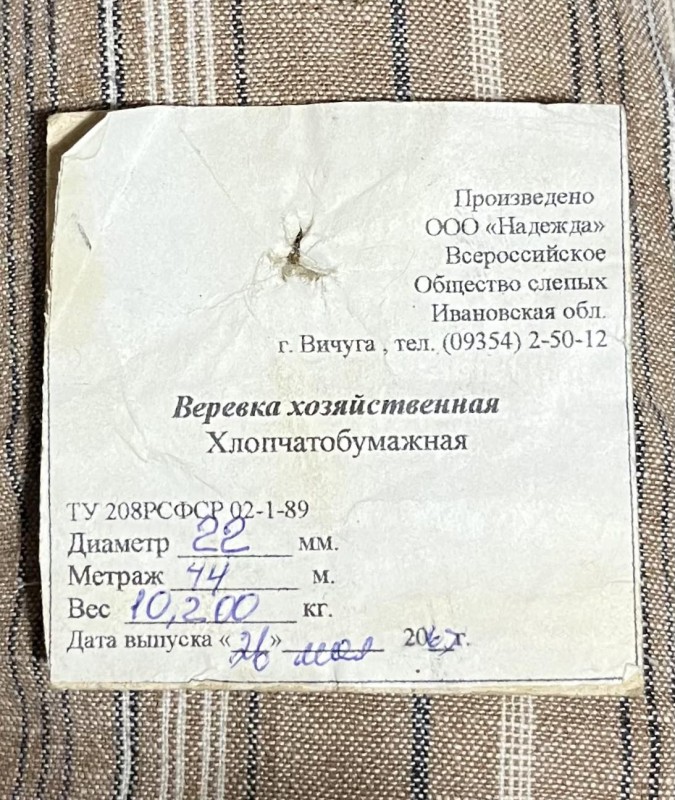 Произведено
ООО «Надежда»
Всероссийское
Общество слепых
Ивановская обл.
г. Вичуга , тел. (09354) 2-50-12
Веревка хозяйственная
Хлопчатобумажная
ТУ 208РСФСР 02-1-89
Диаметр 22 мм.
Метраж 44 м.
Вес 10,200 кг.
Дата выпуска «26» мая